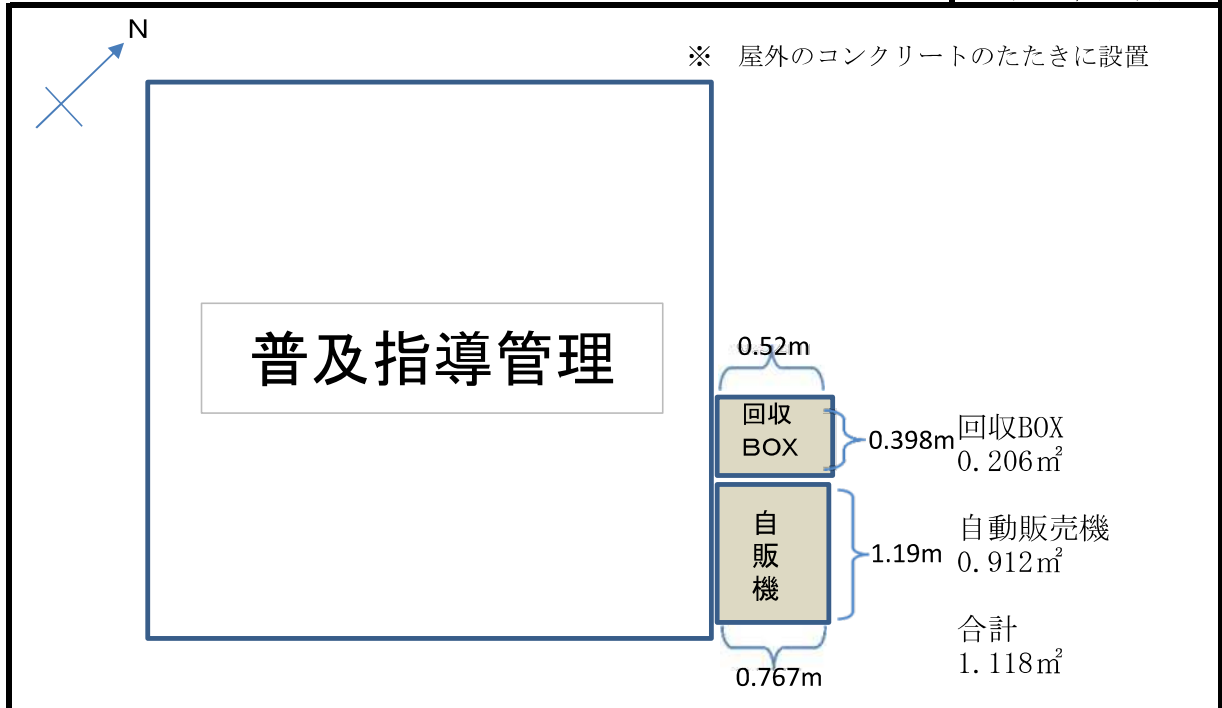 N
※　屋外のコンクリートのたたきに設置
普及指導管理
0.52m
回収
BOX
0.398m
回収BOX
0.206㎡
自
販
機
1.19m
自動販売機
0.912㎡
合計
1.118㎡
0.767m